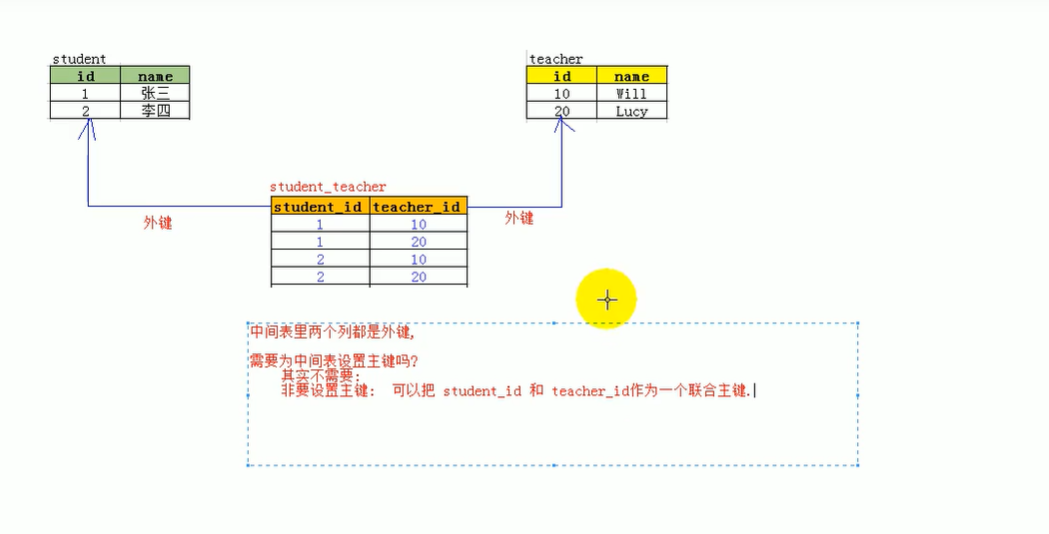 student
id name
1 张三
2 李四
teacher
id name
10 Will
20 Lucy
student_teacher
student_id teacher_id
1 10
1 20
2 10
2 20
外键
外键
中间表里两个列都是外键,
需要为中间表设置主键吗?
其实不需要:
非要设置主键: 可以把 student_id 和 teacher_id作为一个联合主键.